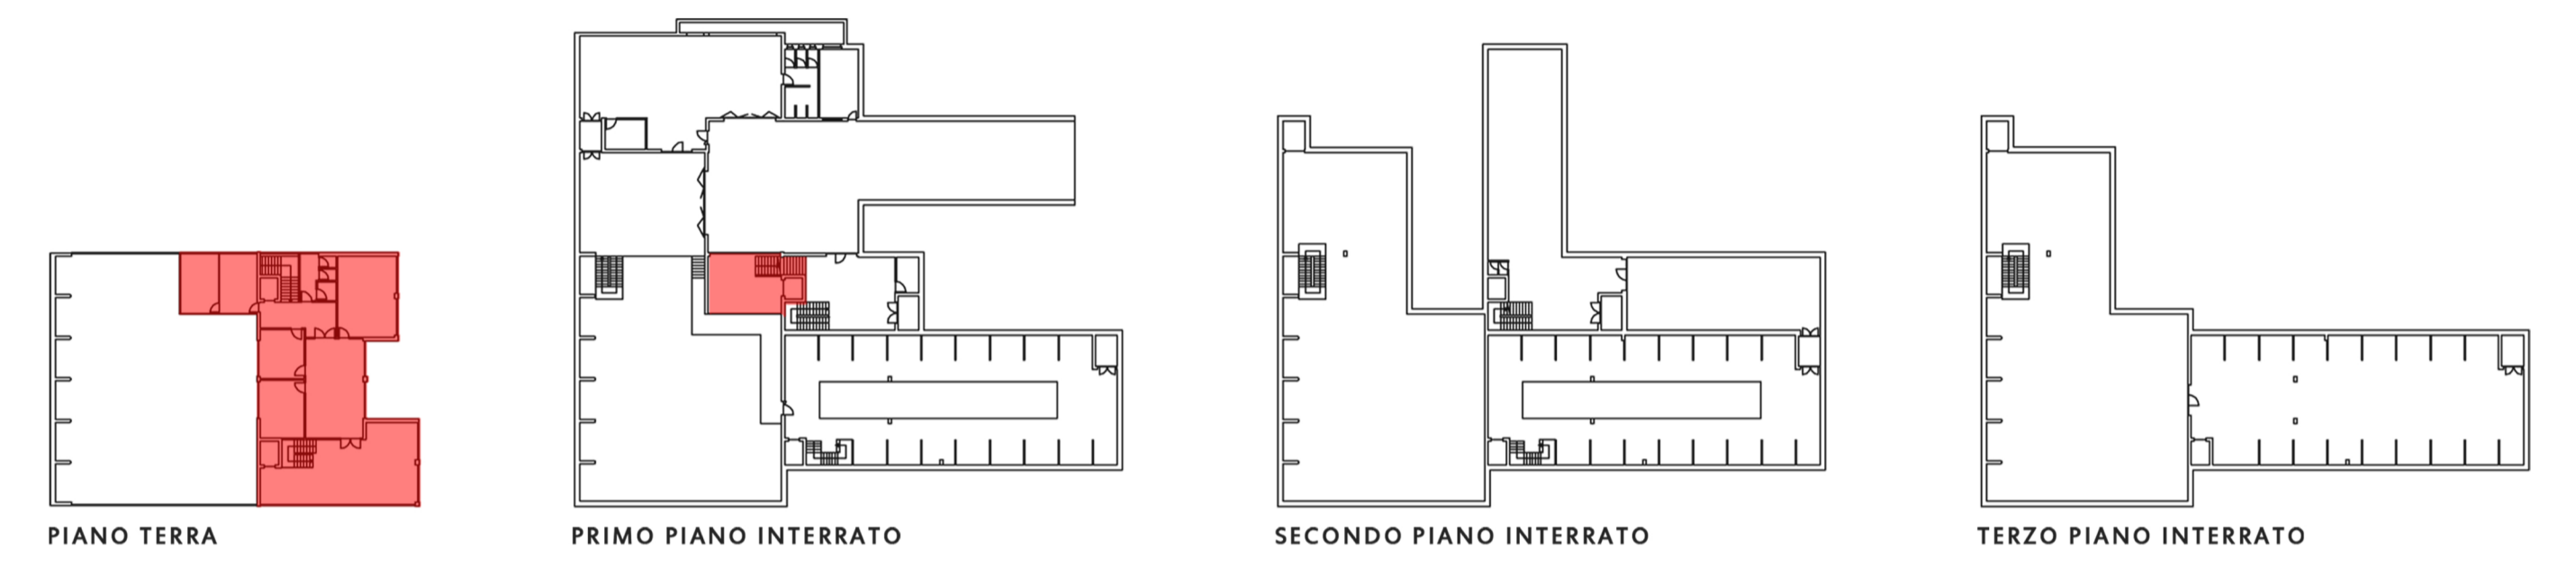 PIANO TERRA
PRIMO PIANO INTERRATO
SECONDO PIANO INTERRATO
TERZO PIANO INTERRATO